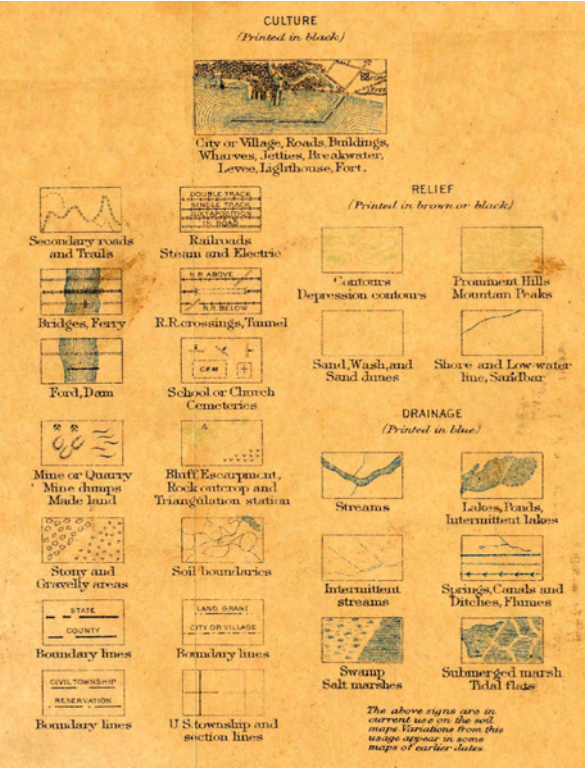 CULTURE
(Printed in black)
City or Village, Roads, Buildings,
Wharves, Jetties, Breakwater,
Levee, Lighthouse, Fort.
Secondary roads
and Trails
DOUBLE TRACK
SINGLE TRACK
JUXTAPOSITION
IN ROAD
Railroads
Steam and Electric
Bridges, Ferry
R.R. ABOVE
R.R. BELOW
R.R. crossings, Tunnel
Ford, Dam
CEM
School or Church
Cemeteries
Mine or Quarry
Mine dumps
Made land
Bluff, Escarpment,
Rock outcrop and
Triangulation station
Stony and
Gravelly areas
Soil boundaries
STATE
COUNTY
Boundary lines
LAND GRANT
CITY OR VILLAGE
Boundary lines
CIVIL TOWNSHIP
RESERVATION
Boundary lines
U.S. township and
section lines
RELIEF
(Printed in brown or black)
Contours
Depression contours
Prominent Hills
Mountain Peaks
Sand, Wash, and
Sand dunes
Shore and Low-water
line, Sandbar
DRAINAGE
(Printed in blue)
Streams
Lakes, Ponds,
Intermittent lakes
Intermittent
streams
Springs, Canals and
Ditches, Flumes
Swamp
Salt marshes
Submerged marsh
Tidal flats
The above signs are in
current use on the soil
maps. Variations from this
usage appear in some
maps of earlier dates.